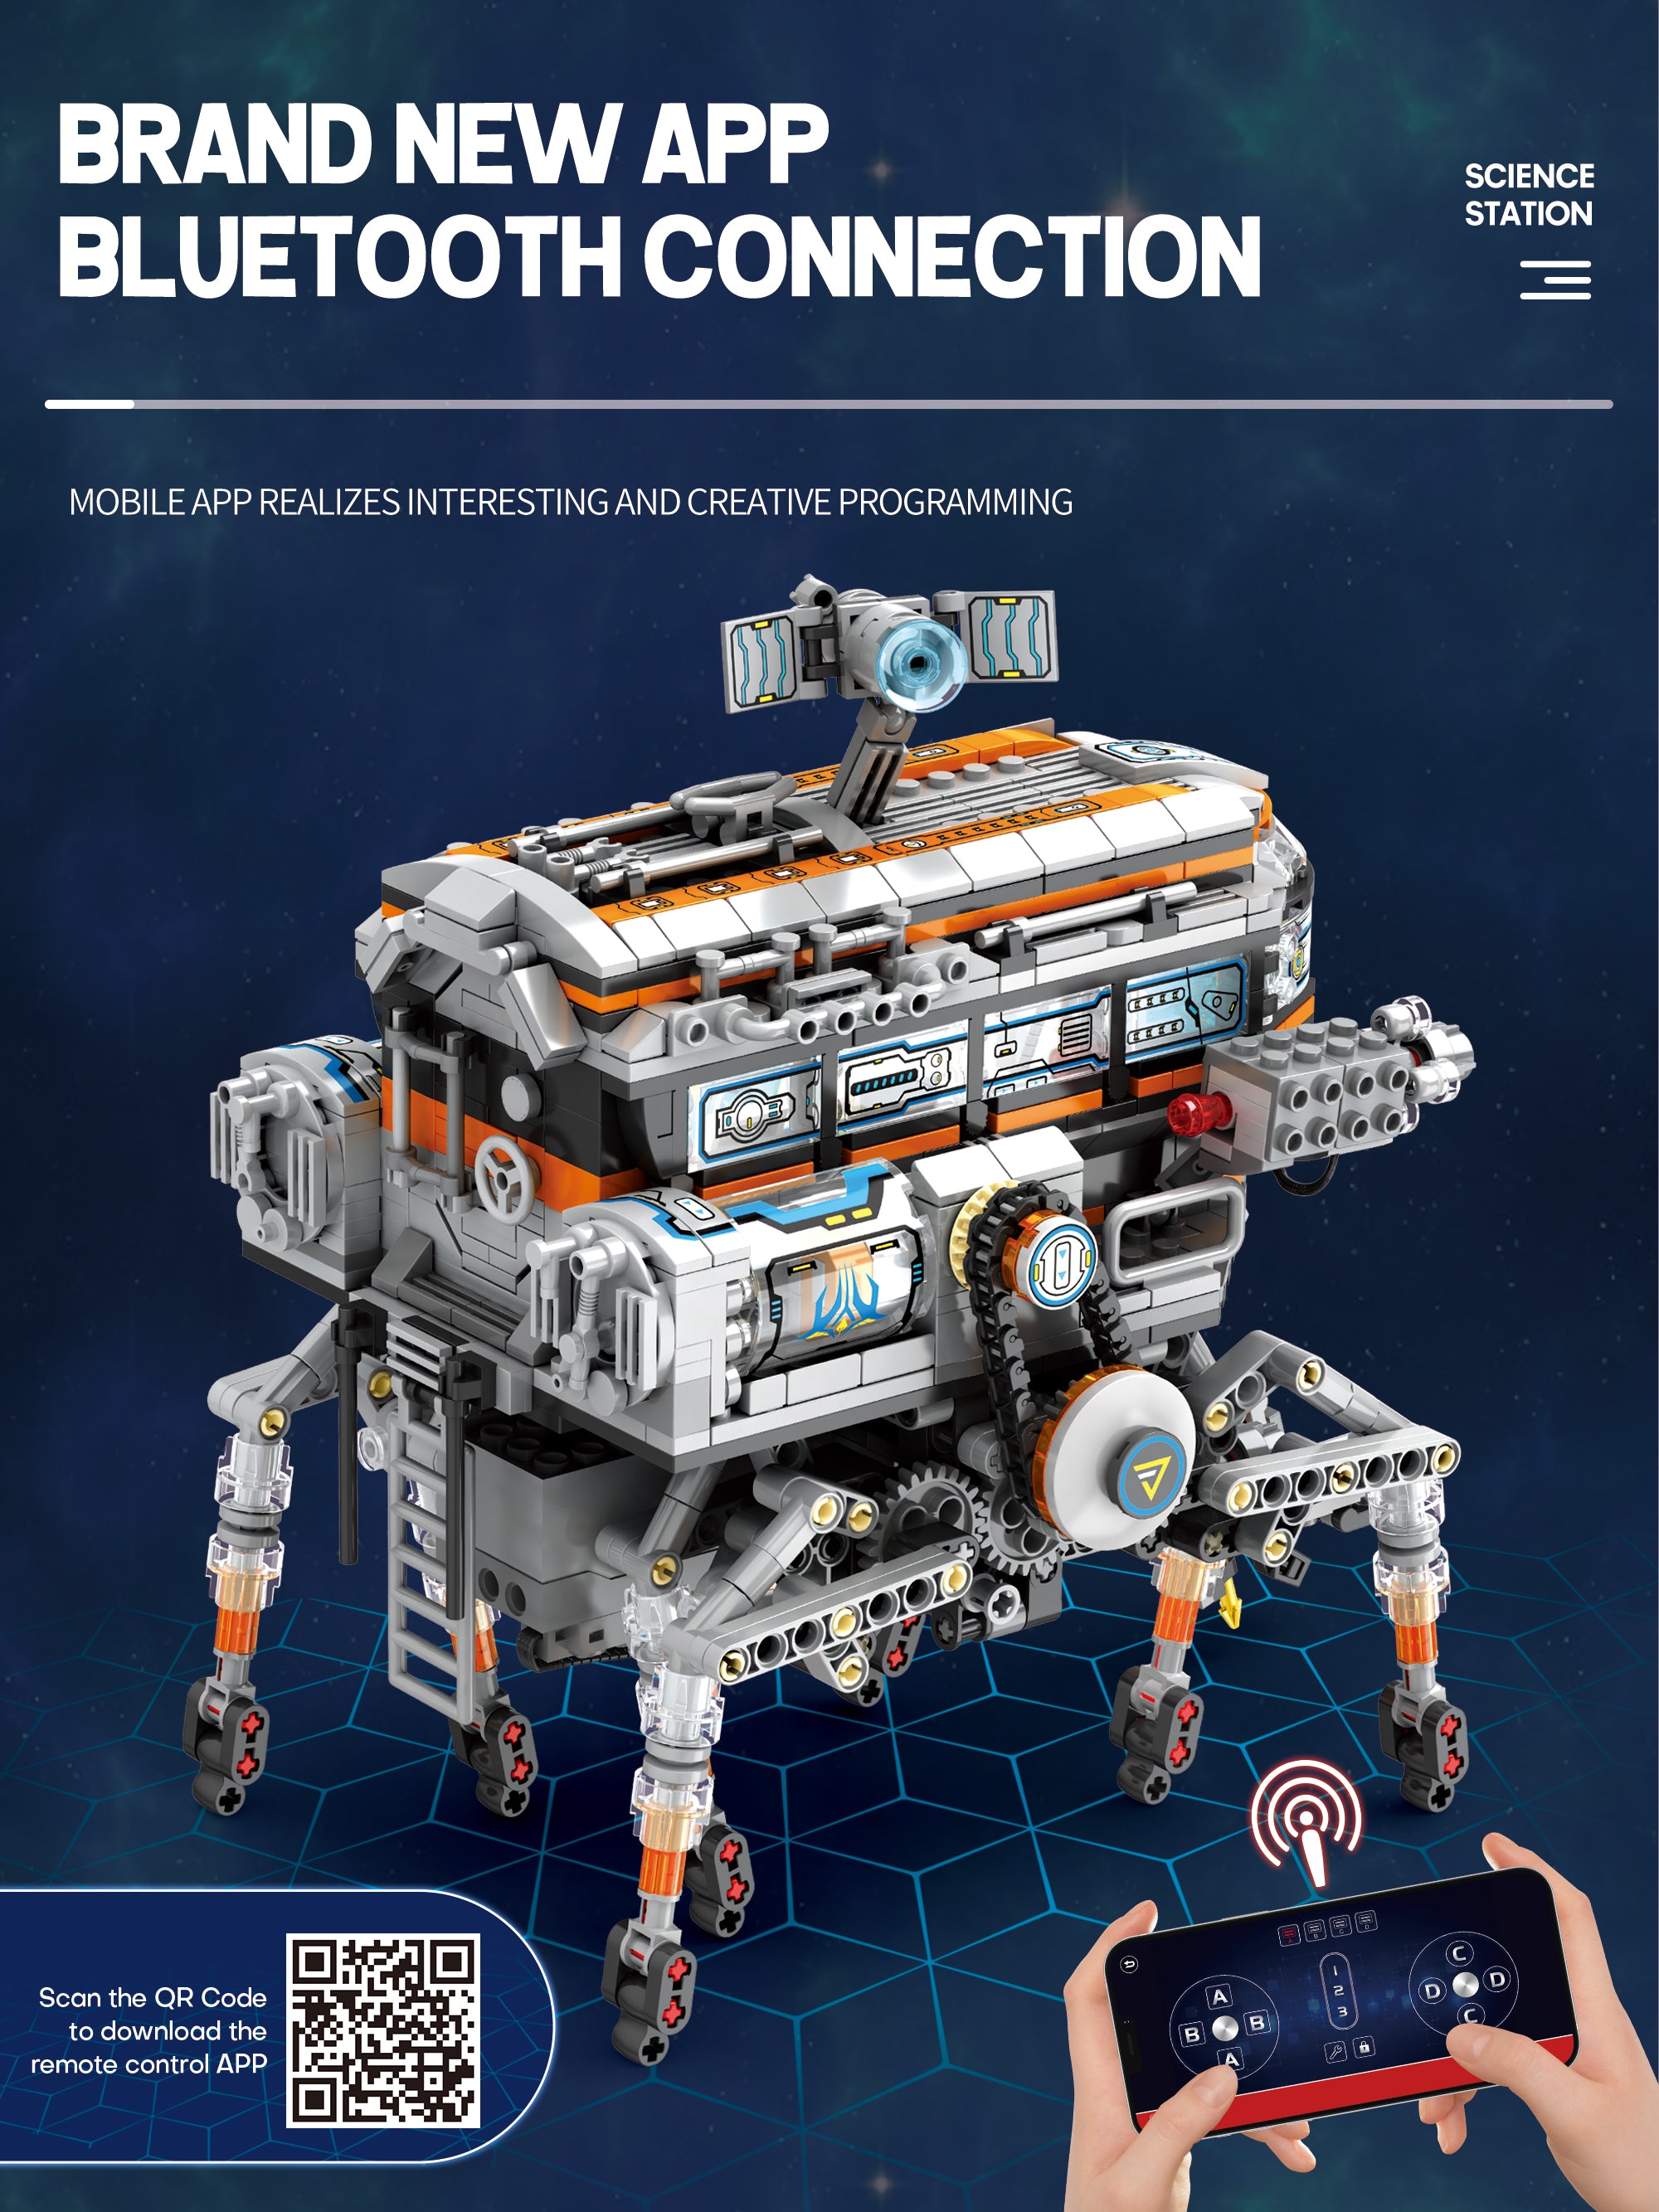 BRAND NEW APP
BLUETOOTH CONNECTION
SCIENCE
STATION
MOBILE APP REALIZES INTERESTING AND CREATIVE PROGRAMMING
Scan the QR Code
to download the
remote control APP
A
B B
A
1
2
3
C
D D
C